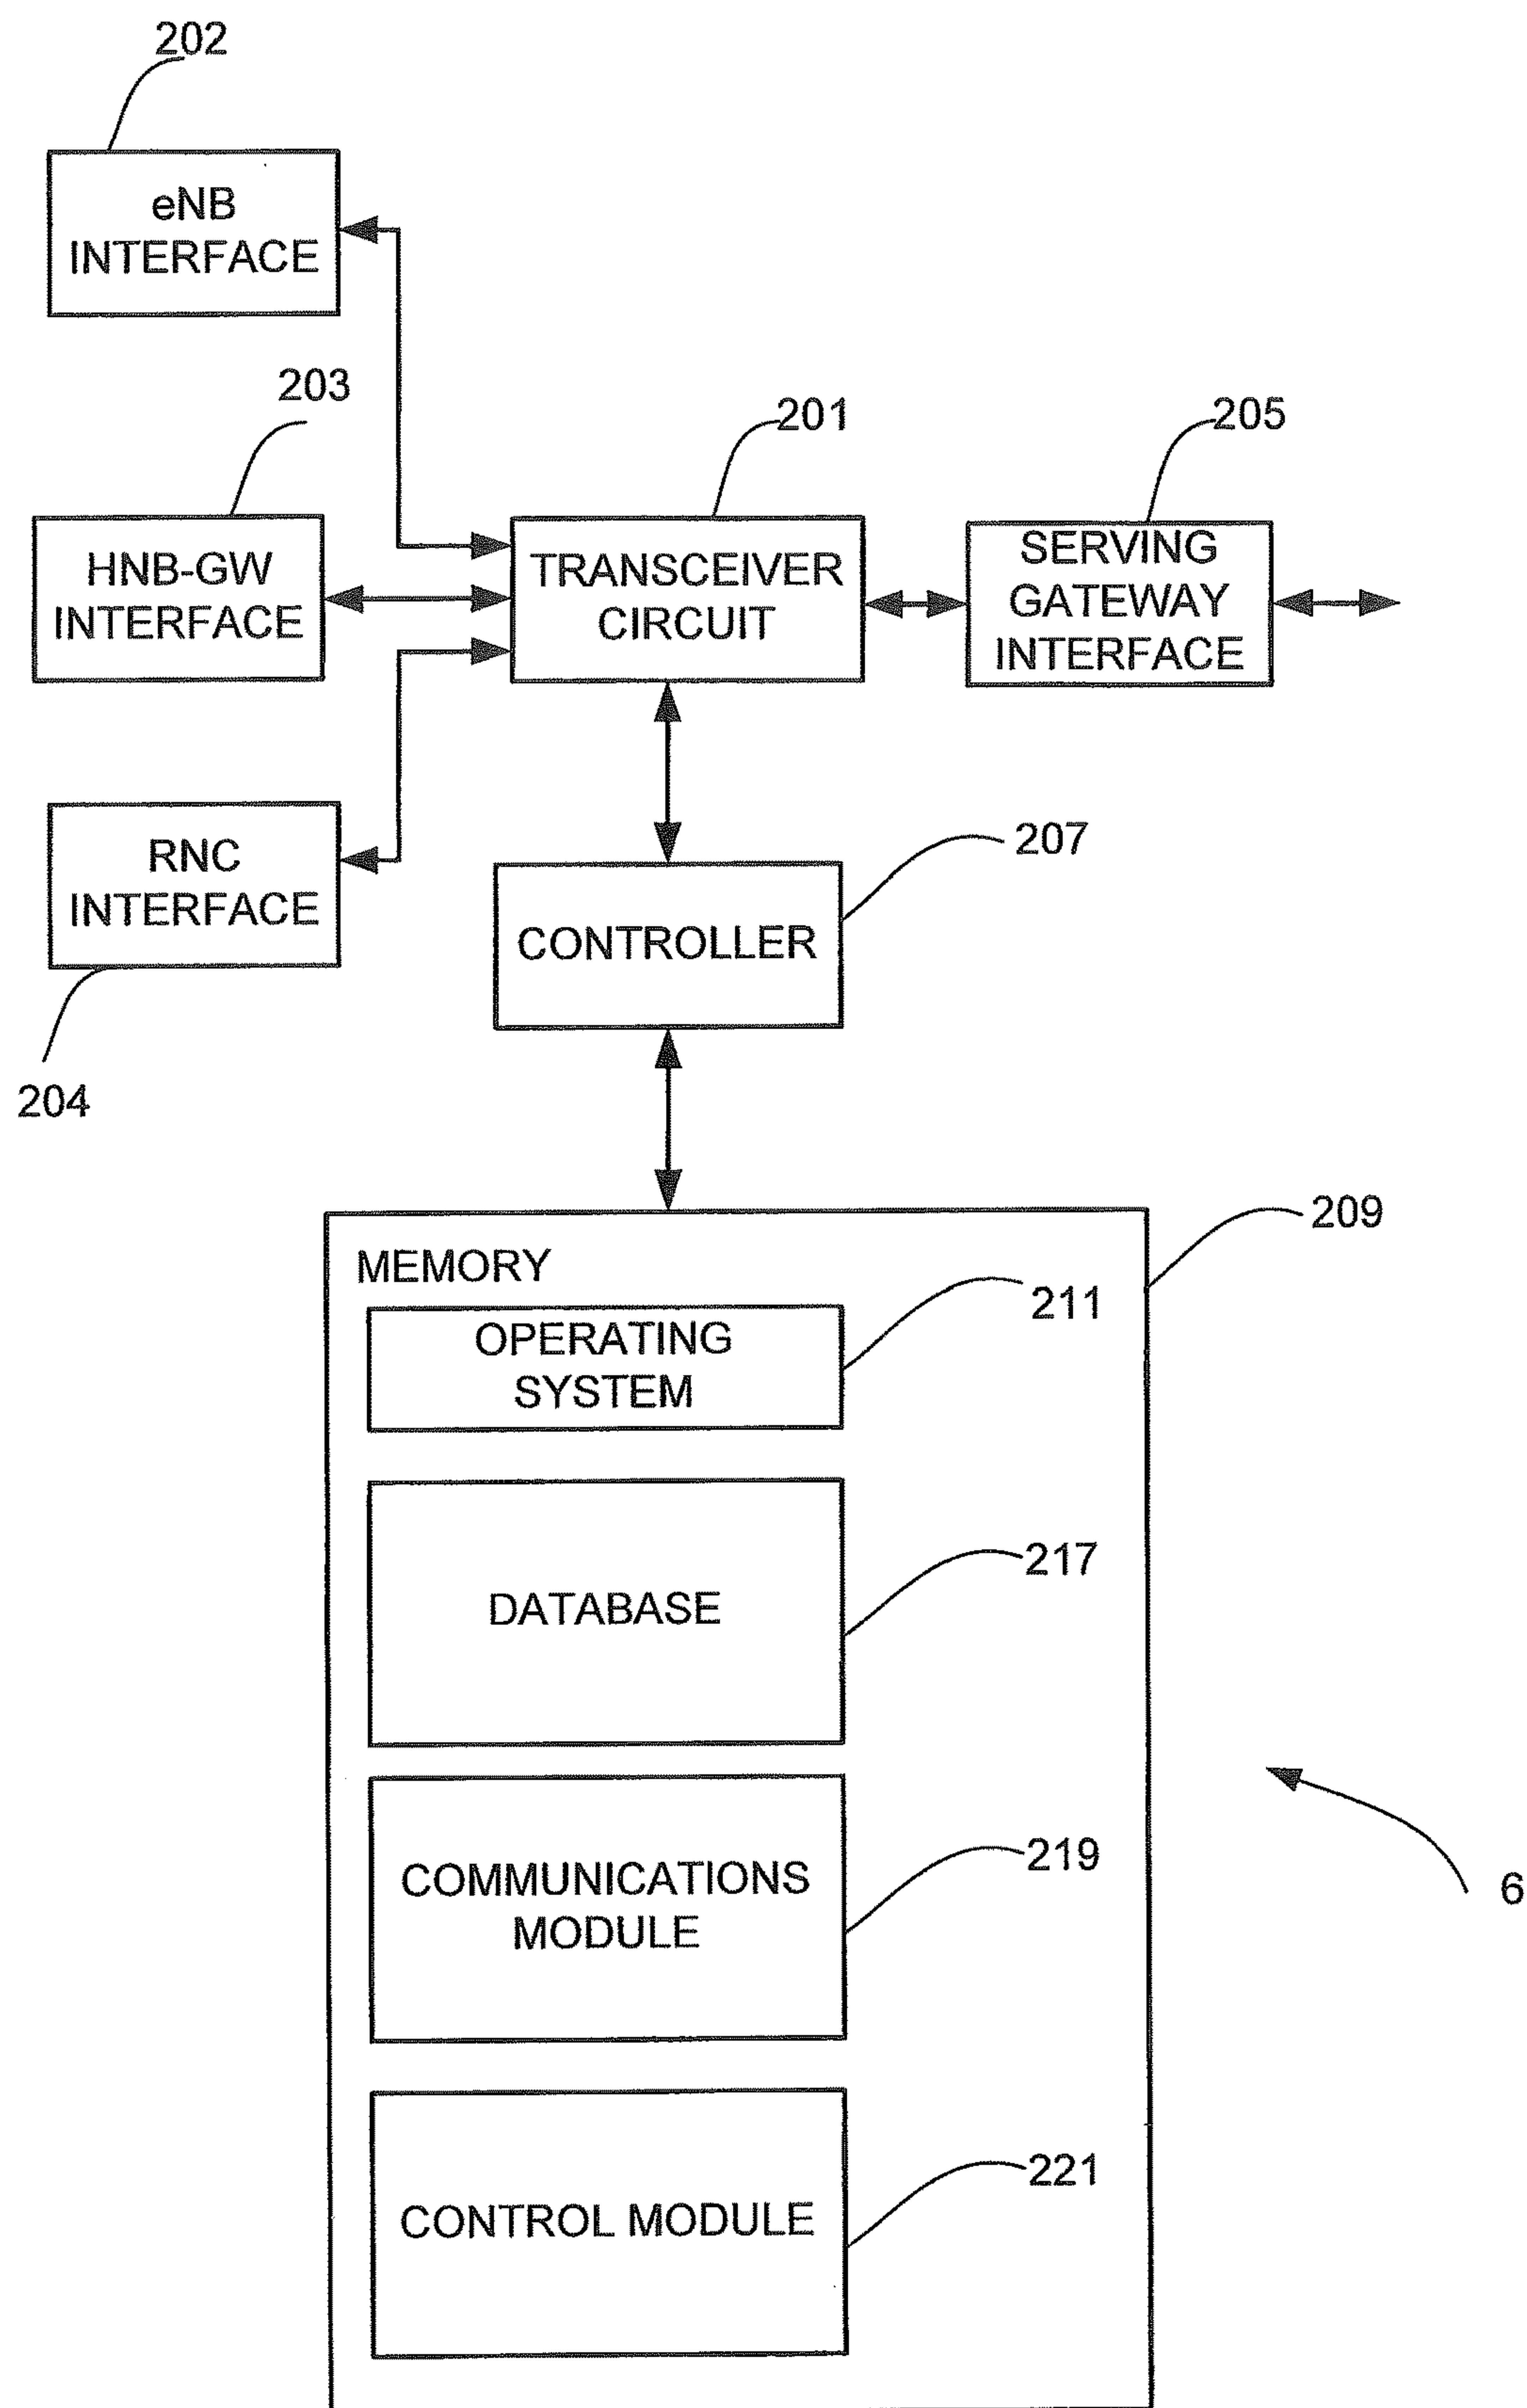 202
eNB
INTERFACE
203
HNB-GW
INTERFACE
201
TRANSCEIVER
CIRCUIT
205
SERVING
GATEWAY
INTERFACE
RNC
INTERFACE
204
207
CONTROLLER
209
MEMORY
211
OPERATING
SYSTEM
217
DATABASE
219
COMMUNICATIONS
MODULE
6
221
CONTROL MODULE